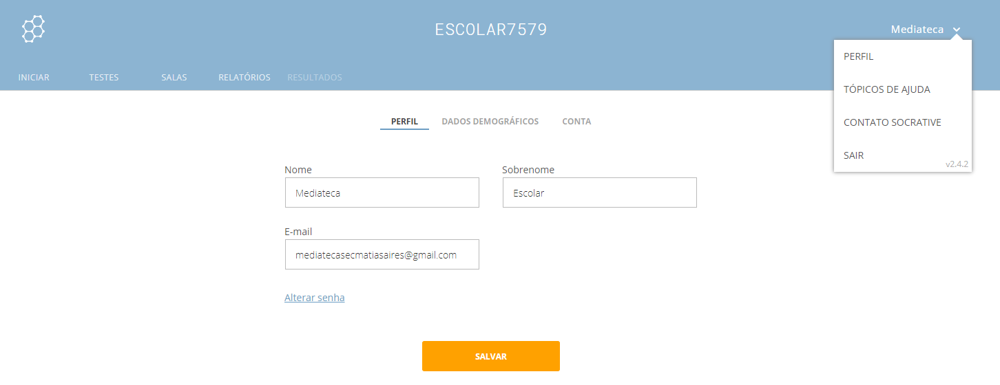 ESCOLAR7579
Mediateca
INICIAR TESTES SALAS RELATÓRIOS RESULTADOS
PERFIL
TÓPICOS DE AJUDA
CONTATO SOCRATIVE
SAIR
v2.4.2
PERFIL DADOS DEMOGRÁFICOS CONTA
Nome Sobrenome
Mediateca Escolar
E-mail
mediatecasecmatiasaires@gmail.com
Alterar senha
SALVAR